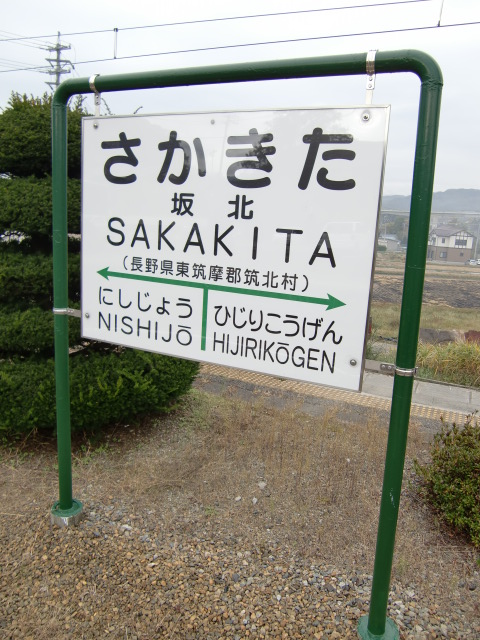 さかきた
坂北
SAKAKITA
(長野県東筑摩郡筑北村)
にしじょう ひじりこうげん
NISHIJŌ HIJIRIKŌGEN